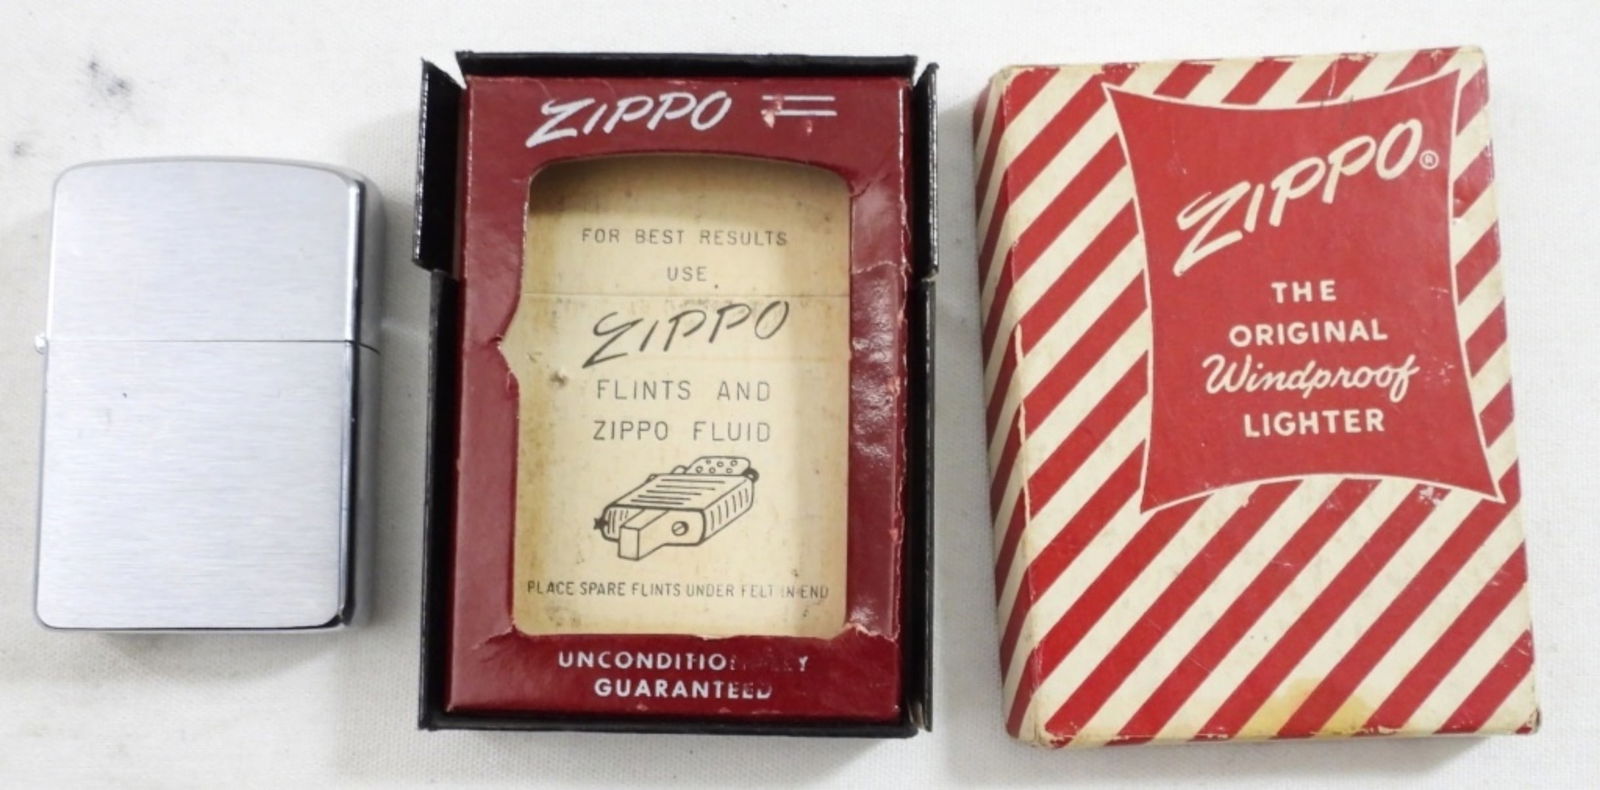 ZIPPO
FOR BEST RESULTS
USE
ZIPPO
FLINTS AND
ZIPPO FLUID
PLACE SPARE FLINTS UNDER FELT IN END
UNCONDITIONALLY
GUARANTEED
ZIPPO®
THE
ORIGINAL
Windproof
LIGHTER